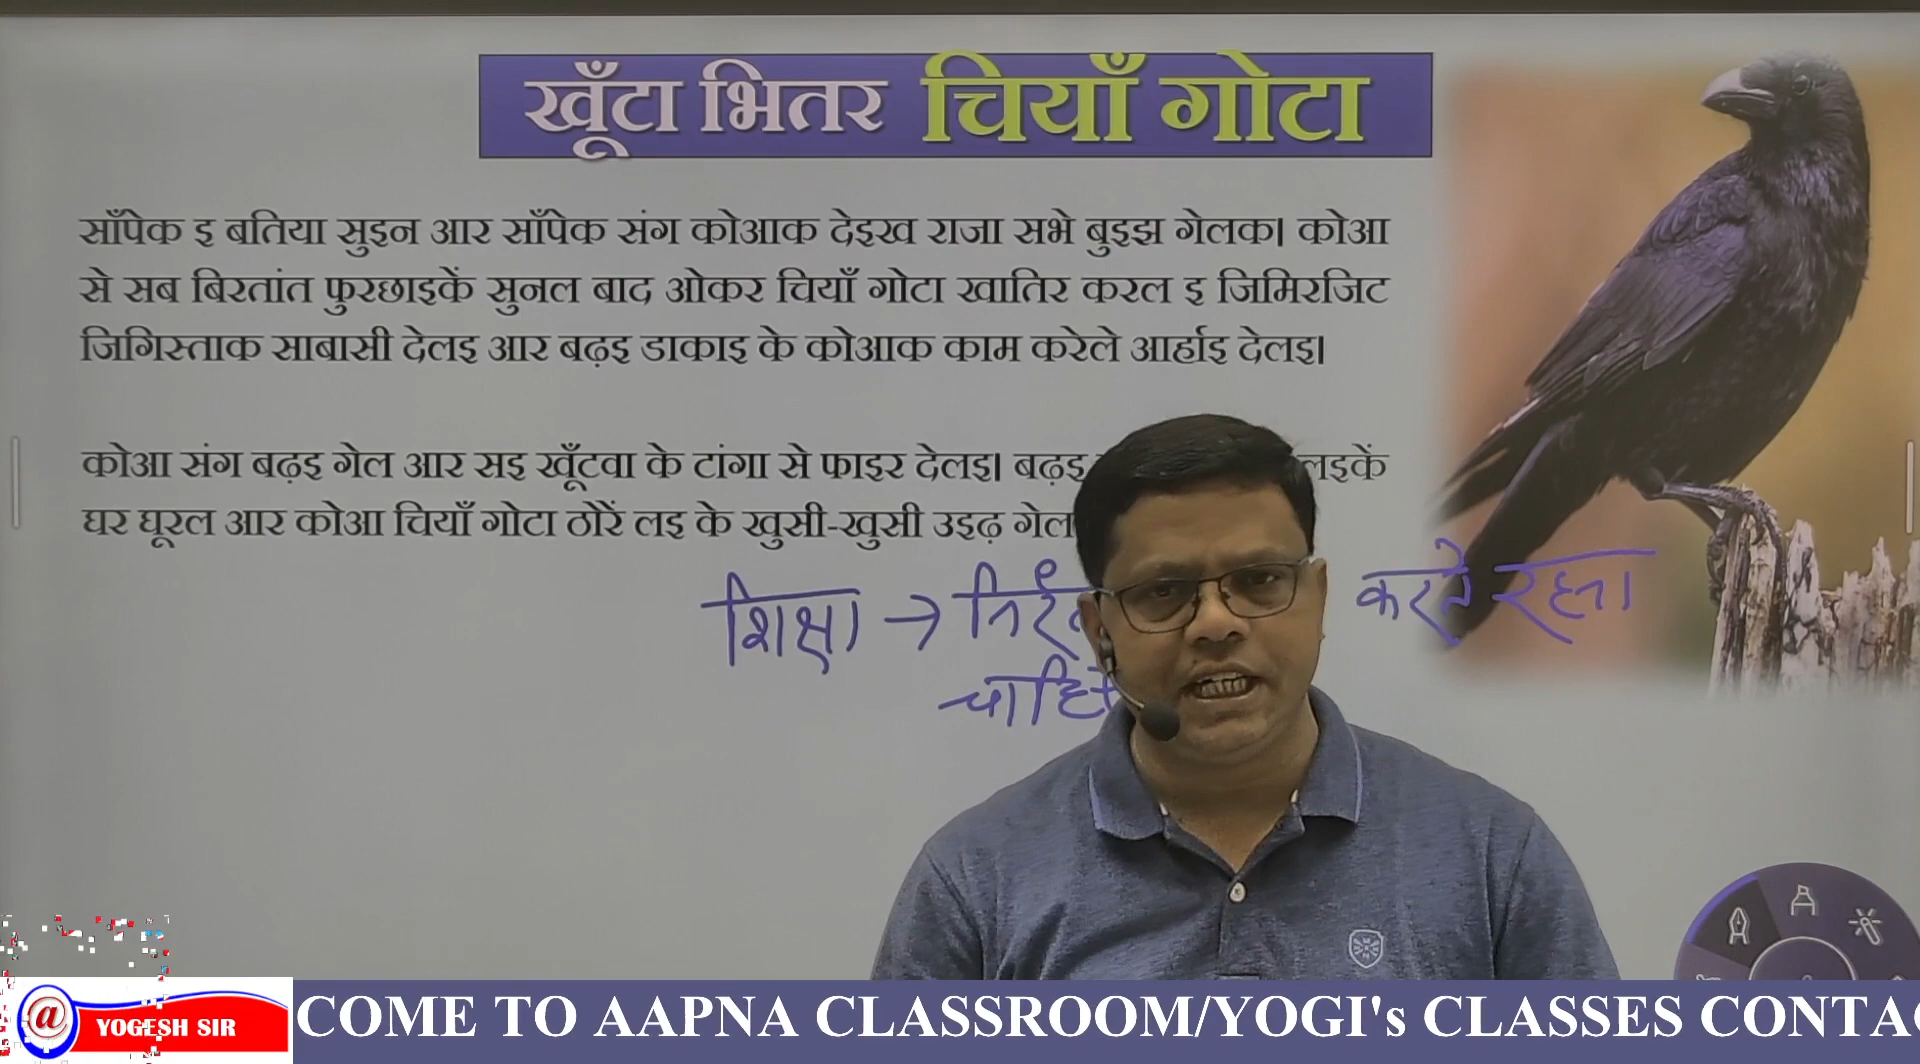 खूँटा भितर चियाँ गोटा
साँपेक इ बतिया सुइन आर साँपेक संग कोआक देइख राजा सभे बुइझ गेलक। कोआ
से सब बिरतांत फुरछाइकें सुनल बाद ओकर चियाँ गोटा खातिर करल इ जिमिरजिट
जिगिस्ताक साबासी देलइ आर बढ़इ डाकाइ के कोआक काम करेले आर्हाइ देलइ।
कोआ संग बढ़इ गेल आर सइ खूँटवा के टांगा से फाइर देलइ। बढ़इ लइकें
घर घूरल आर कोआ चियाँ गोटा ठोरें लइ के खुसी-खुसी उइढ़ गेल
शिक्षा → करते रहना
@ YOGESH SIR
COME TO AAPNA CLASSROOM/YOGI's CLASSES